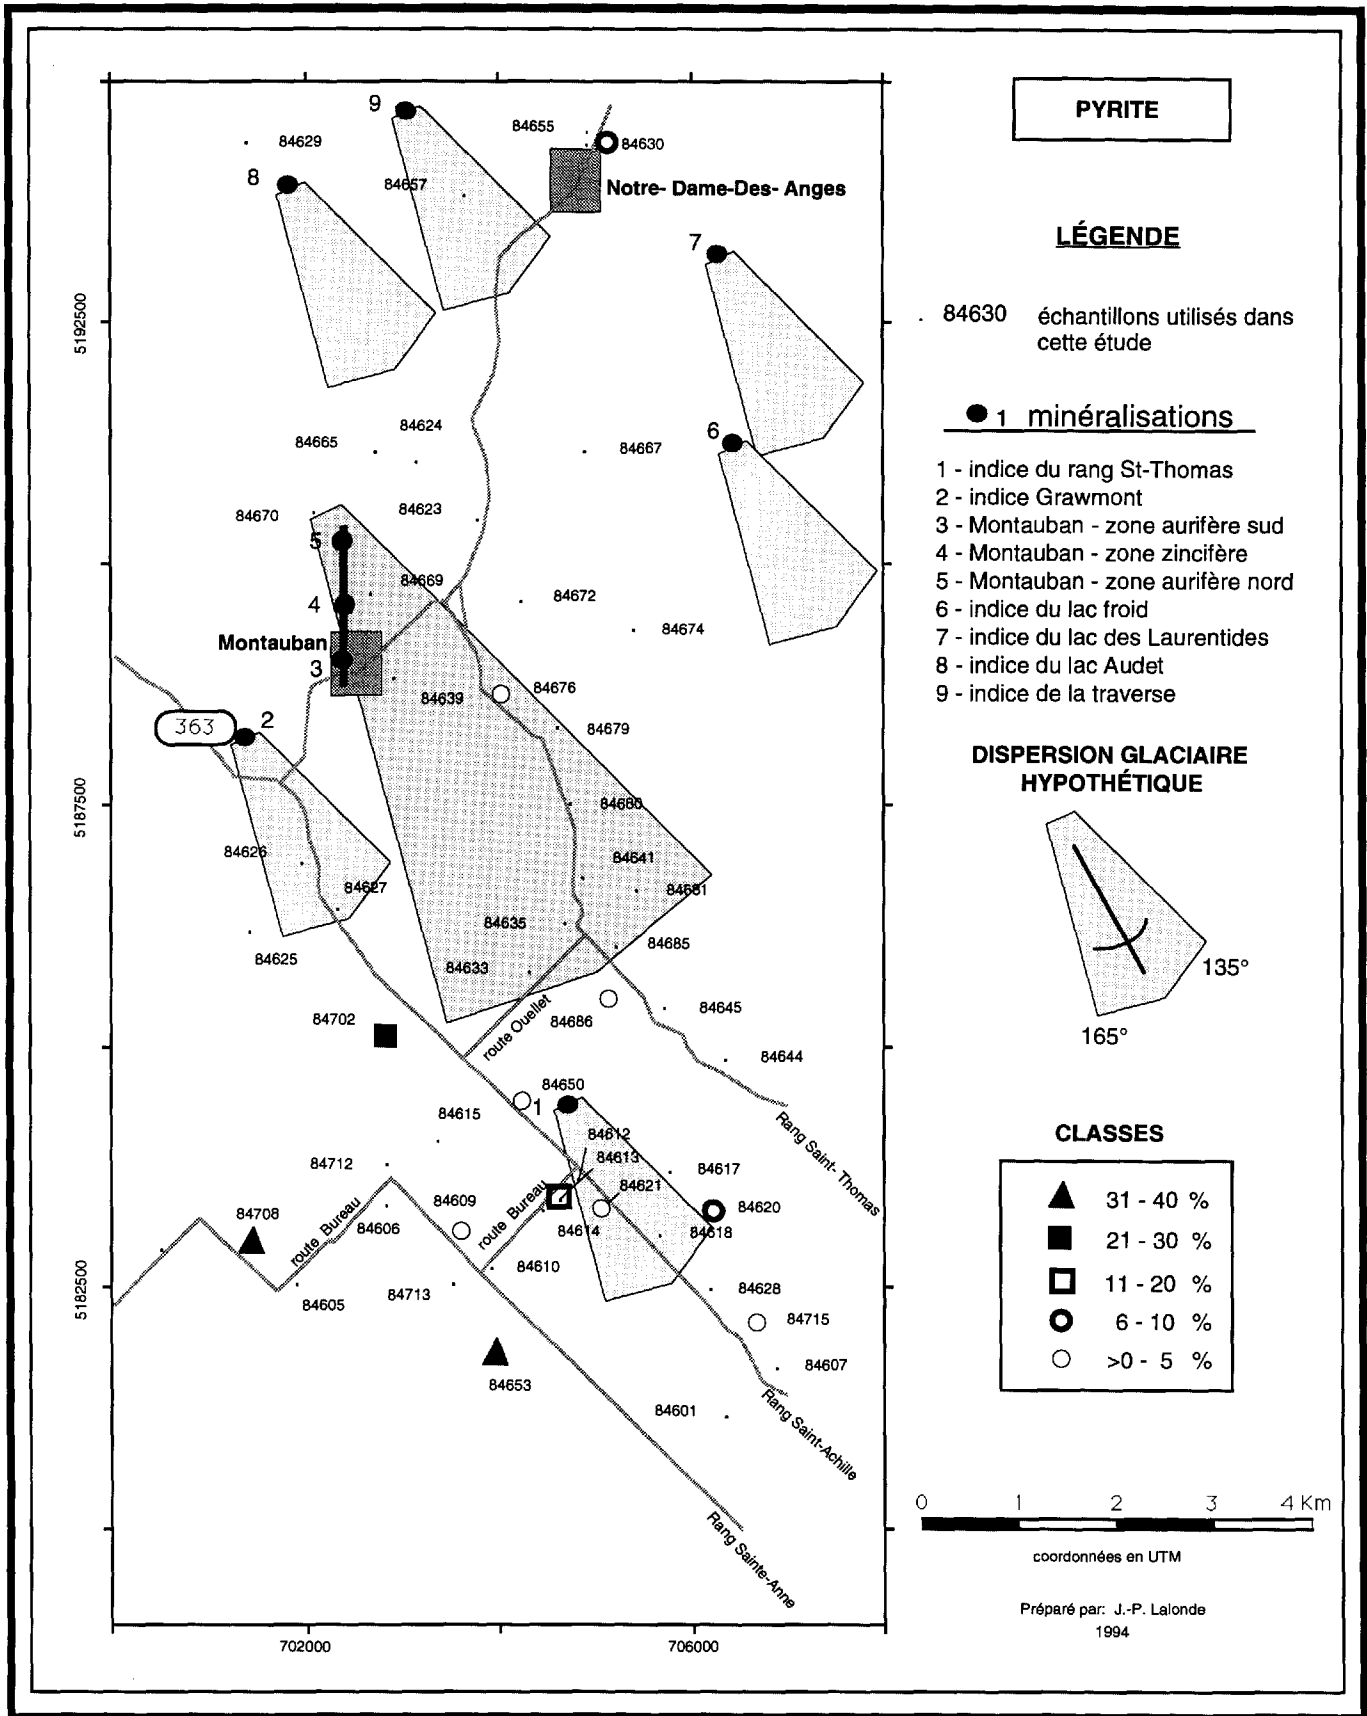 PYRITE
LÉGENDE
84630 échantillons utilisés dans
cette étude
1 minéralisations
1 - indice du rang St-Thomas
2 - indice Grawmont
3 - Montauban - zone aurifère sud
4 - Montauban - zone zincifère
5 - Montauban - zone aurifère nord
6 - indice du lac froid
7 - indice du lac des Laurentides
8 - indice du lac Audet
9 - indice de la traverse
DISPERSION GLACIAIRE
HYPOTHÉTIQUE
135°
165°
CLASSES
31 - 40 %
21 - 30 %
11 - 20 %
6 - 10 %
>0 - 5 %
0 1 2 3 4 Km
coordonnées en UTM
Préparé par: J.-P. Lalonde
1994
9
84655
84629
84630
8
84657
Notre- Dame-Des- Anges
7
5192500
84624
6
84665
84667
84670
84623
5
84669
4
84672
84674
Montauban
3
84639
84676
363
2
84679
5187500
84680
84626
84641
84627
84681
84635
84685
84625
84633
84702
route Ouellet
84686
84645
84644
84650
1
84615
Rang Saint-Thomas
84612
84613
84712
84617
84621
84609
84708
route Bureau
84606
route Bureau
84614
84620
84618
84610
5182500
84605
84713
84628
84715
84607
84653
84601
Rang Saint-Achille
Rang Sainte-Anne
702000
706000